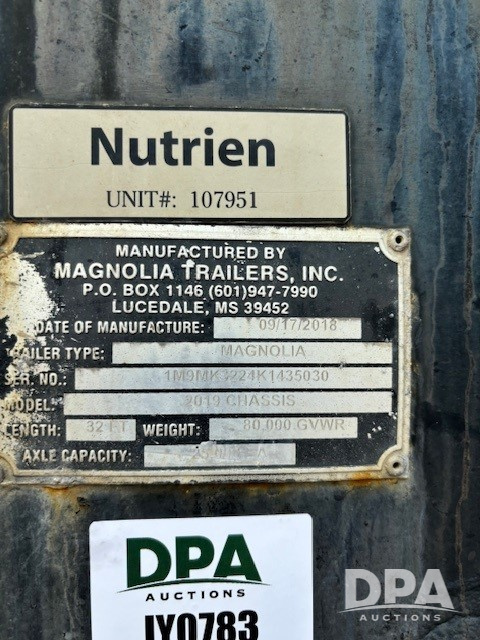 Nutrien
UNIT#: 107951
MANUFACTURED BY
MAGNOLIA TRAILERS, INC.
P.O. BOX 1146 (601)947-7990
LUCEDALE, MS 39452
DATE OF MANUFACTURE: 09/17/2018
TRAILER TYPE: MAGNOLIA
SER. NO.:
MODEL: 2019 CHASSIS
LENGTH: 32 FT WEIGHT: 80,000 GVWR
AXLE CAPACITY:
DPA
AUCTIONS
JY0783
DPA
AUCTIONS